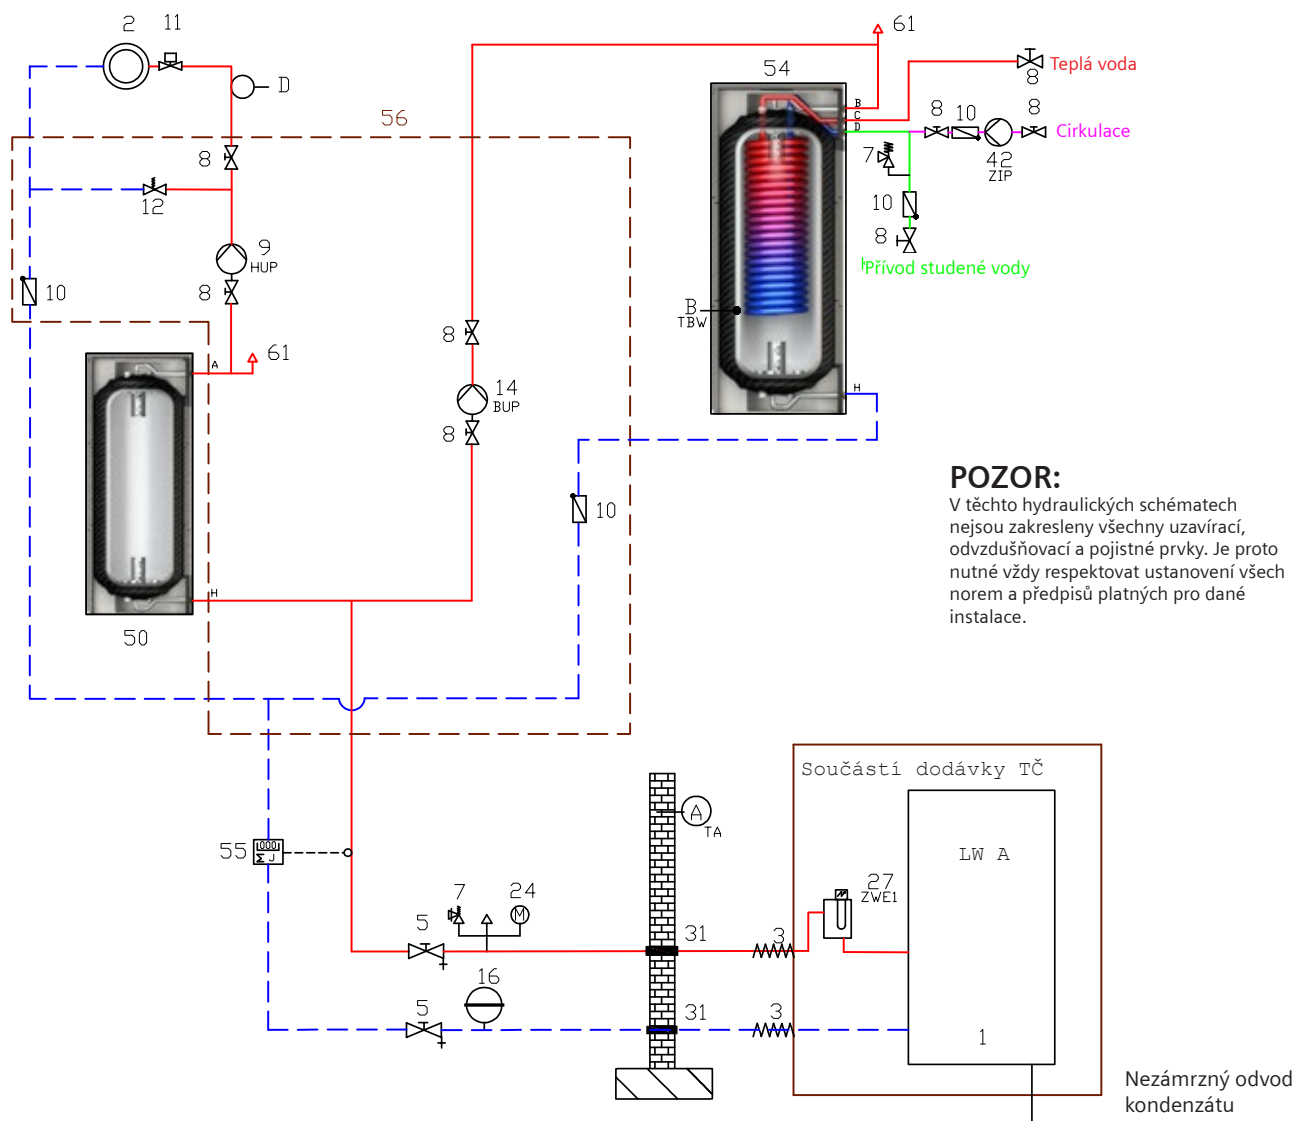 2
11
61
54
D
B
C
D
8
Teplá voda
56
8
10
8
Cirkulace
42
ZIP
7
8
12
10
8
Přívod studené vody
9
HUP
10
8
B
TBW
8
61
A
14
BUP
H
8
10
H
50
POZOR:
V těchto hydraulických schématech
nejsou zakresleny všechny uzavírací,
odvzdušňovací a pojistné prvky. Je proto
nutné vždy respektovat ustanovení všech
norem a předpisů platných pro dané
instalace.
Součástí dodávky TČ
A
TA
55
000
Σ J
LW A
7
24
M
27
ZWE1
5
31
3
16
5
31
3
1
Nezámrzný odvod
kondenzátu